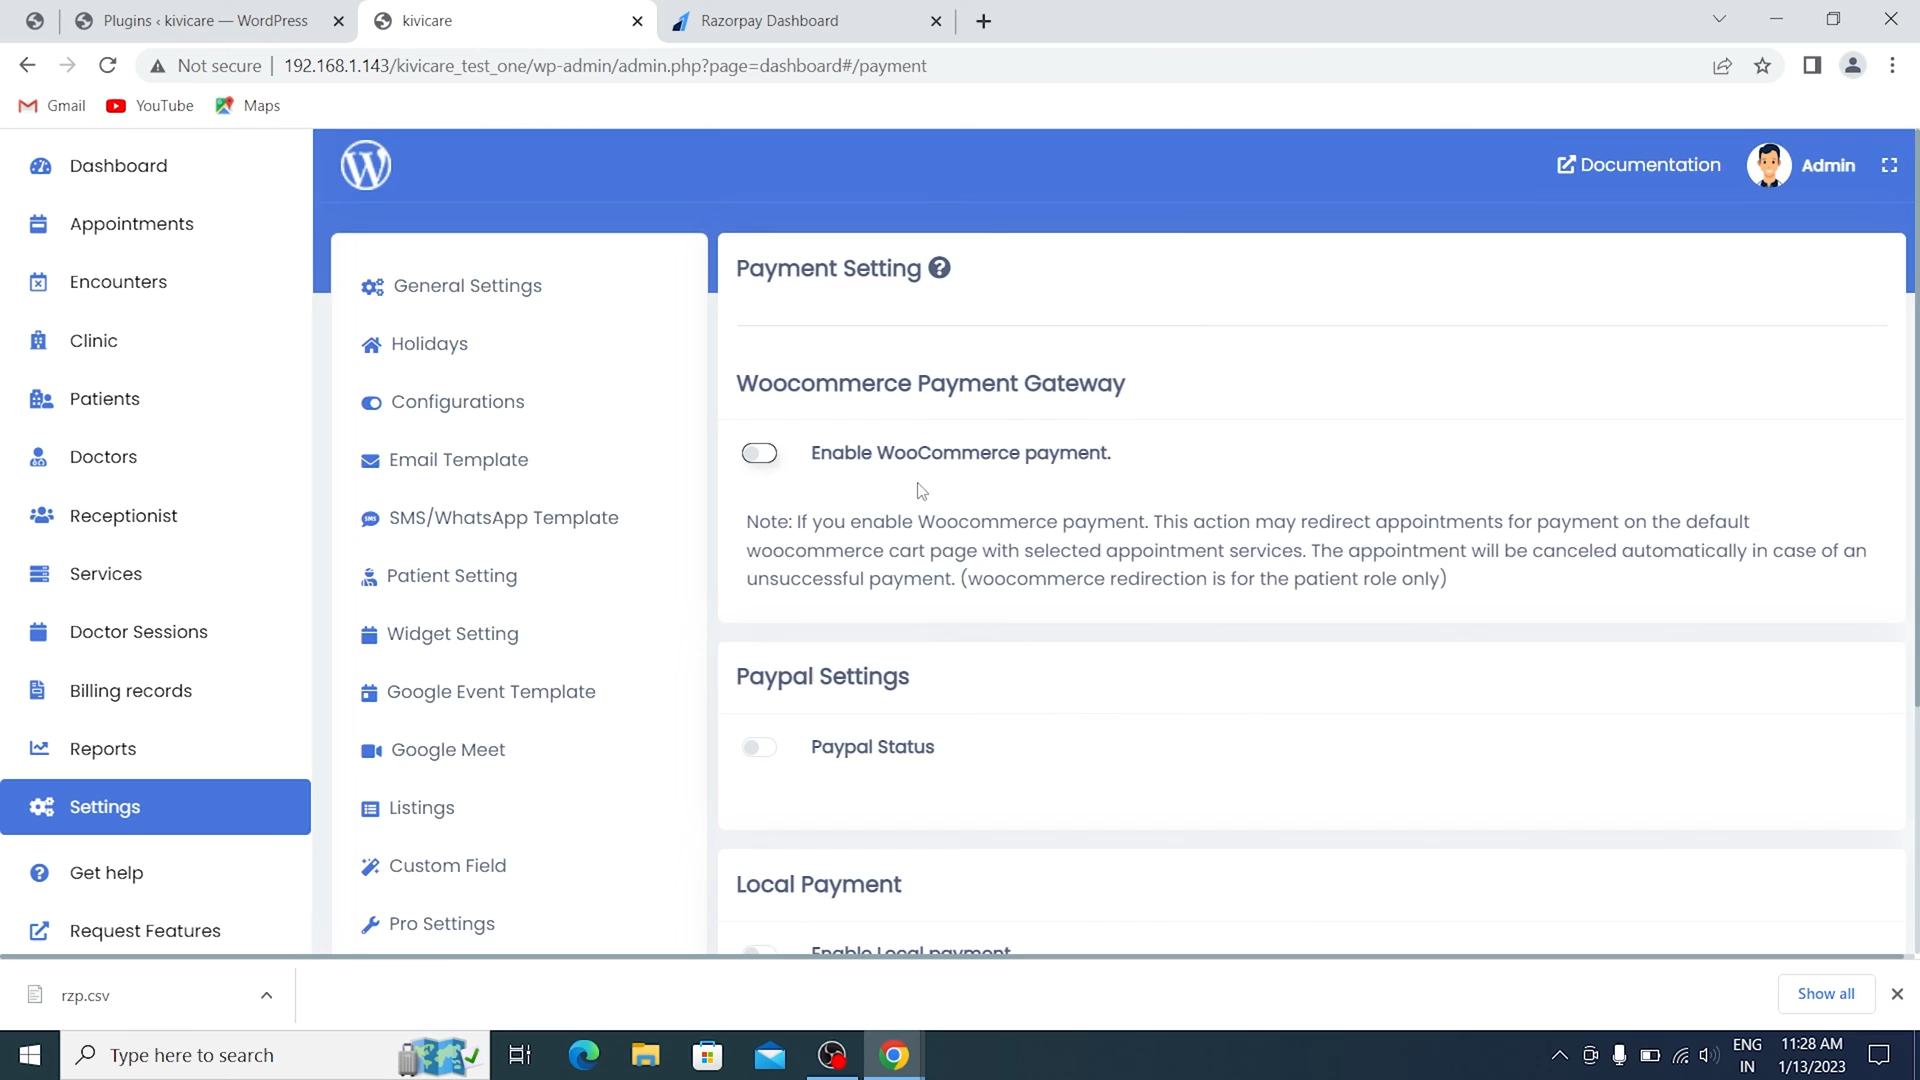 Plugins ‹ kivicare — WordPress
kivicare
Razorpay Dashboard
Not secure
192.168.1.143/kivicare_test_one/wp-admin/admin.php?page=dashboard#/payment
Gmail
YouTube
Maps
Dashboard
Appointments
Encounters
Clinic
Patients
Doctors
Receptionist
Services
Doctor Sessions
Billing records
Reports
Settings
Get help
Request Features
Documentation
Admin
General Settings
Holidays
Configurations
Email Template
SMS
SMS/WhatsApp Template
Patient Setting
Widget Setting
Google Event Template
Google Meet
Listings
Custom Field
Pro Settings
Payment Setting
Woocommerce Payment Gateway
Enable WooCommerce payment.
Note: If you enable Woocommerce payment. This action may redirect appointments for payment on the default
woocommerce cart page with selected appointment services. The appointment will be canceled automatically in case of an
unsuccessful payment. (woocommerce redirection is for the patient role only)
Paypal Settings
Paypal Status
Local Payment
Enable Local payment
rzp.csv
Show all
Type here to search
ENG
IN
11:28 AM
1/13/2023